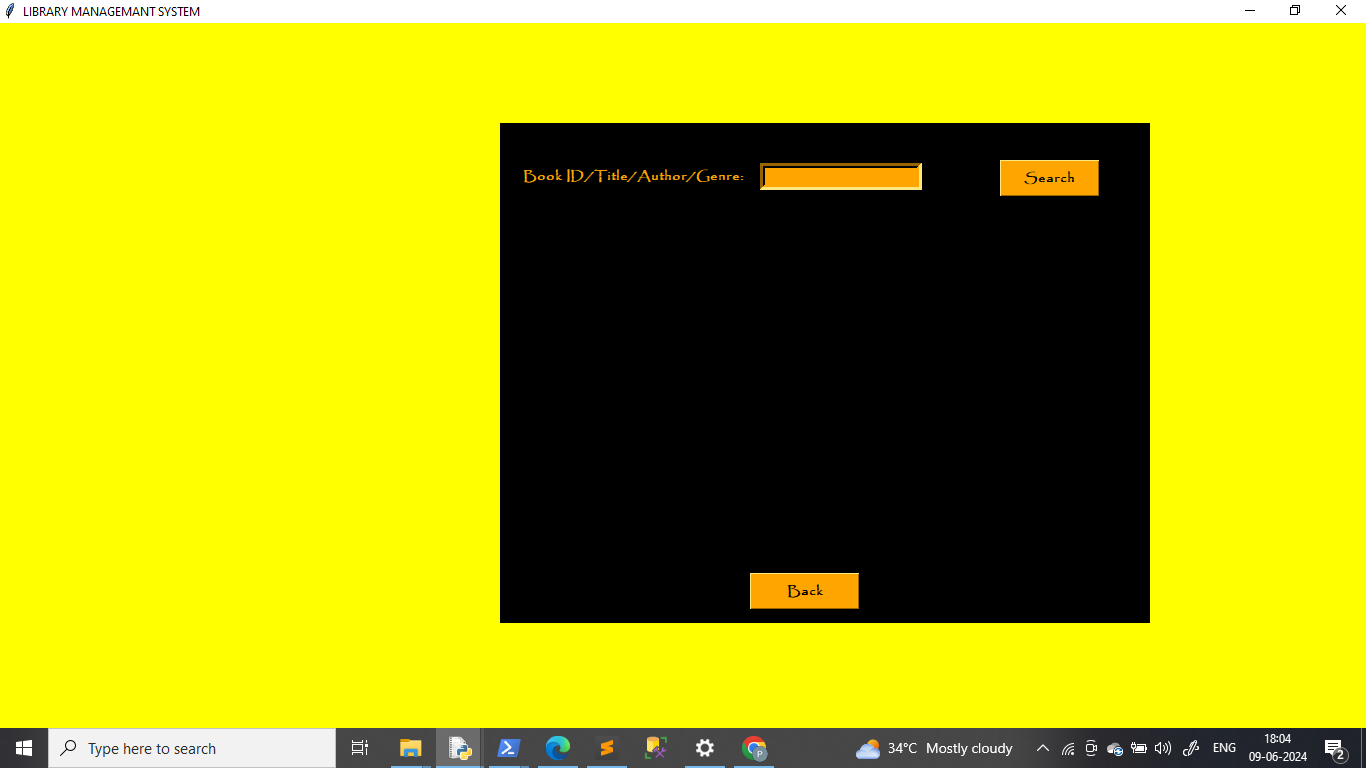 LIBRARY MANAGEMANT SYSTEM
Book ID/Title/Author/Genre:
Search
Back
Type here to search
34°C Mostly cloudy
ENG
18:04
09-06-2024
2
P